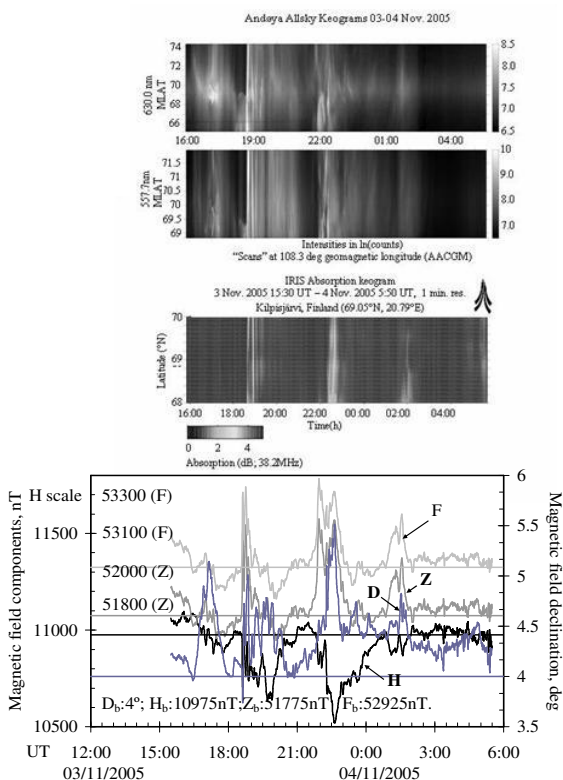 Andøya Allsky Keograms 03-04 Nov. 2005
630.0 nm
MLAT
74
72
70
68
66
8.5
8.0
7.5
7.0
6.5
16:00 19:00 22:00 01:00 04:00
557.7nm
MLAT
71.5
71
70.5
70
69.5
69
10
9.0
8.0
7.0
Intensities in ln(counts)
"Scans" at 108.3 deg geomagnetic longitude (AACGM)
IRIS Absorption keogram
3 Nov. 2005 15:30 UT – 4 Nov. 2005 5:50 UT, 1 min. res.
Kilpisjärvi, Finland (69.05°N, 20.79°E)
Latitude (°N)
70
69
68
16:00 18:00 20:00 22:00 00:00 02:00 04:00
Time(h)
0 2 4
Absorption (dB; 38.2MHz)
Magnetic field components, nT
H scale
11500
11000
10500
53300 (F)
53100 (F)
52000 (Z)
51800 (Z)
F
Z
D
H
D_b:4°; H_b:10975nT;Z_b:51775nT F_b:52925nT.
6
5.5
5
4.5
4
3.5
Magnetic field declination, deg
UT 12:00 15:00 18:00 21:00 0:00 3:00 6:00
03/11/2005 04/11/2005